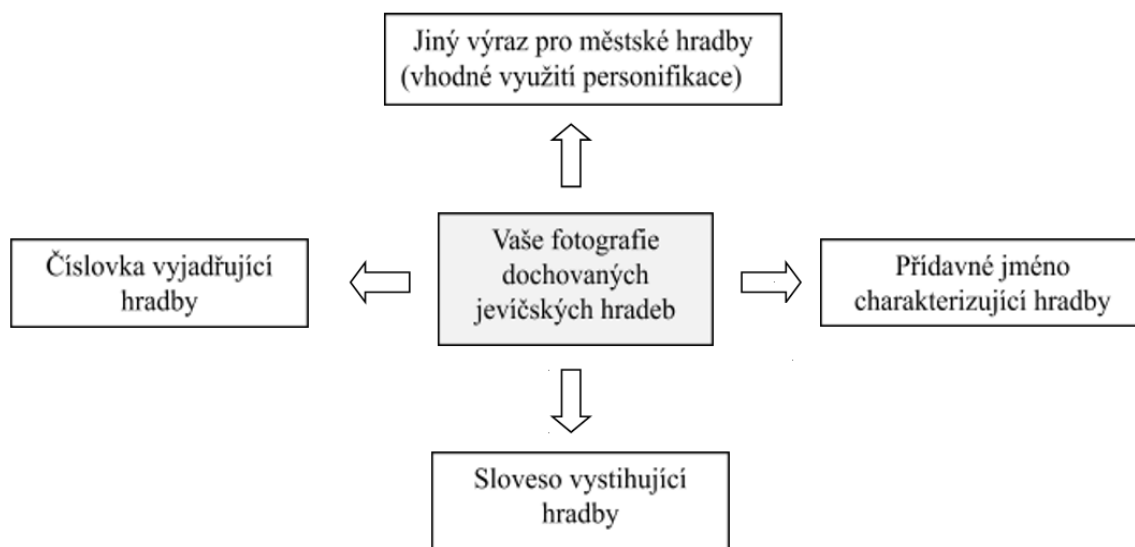 Jiný výraz pro městské hradby
(vhodné využití personifikace)
Číslovka vyjadřující
hradby
Vaše fotografie
dochovaných
jevíčských hradeb
Přídavné jméno
charakterizující hradby
Sloveso vystihující
hradby